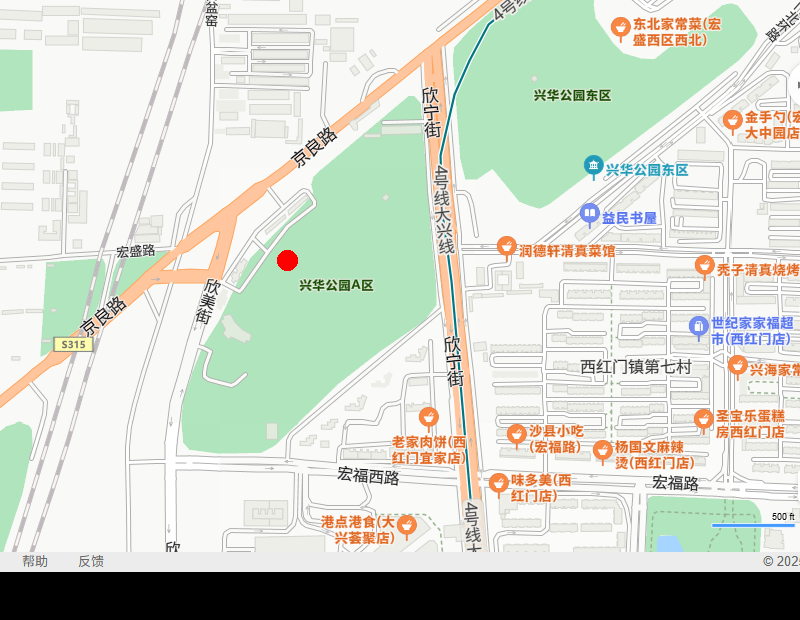 盆窑
4号线
东北家常菜(宏
盛西区西北)
兴华公园东区
欣宁街
金手勺(宏
大中园店
京良路
兴华公园东区
4号线大兴线
益民书屋
宏盛路
润德轩清真菜馆
秃子清真烧烤
兴华公园A区
欣美街
京良路
世纪家家福超
市(西红门店)
S315
欣宁街
西红门镇第七村
兴海家常
老家肉饼(西
红门宜家店)
沙县小吃
(宏福路)
圣宝乐蛋糕
房西红门店
杨国文麻辣
烫(西红门店)
宏福西路
味多美(西
红门店)
宏福路
港点港食(大
兴荟聚店)
4号线大
500 ft
欣
帮助
反馈
© 202